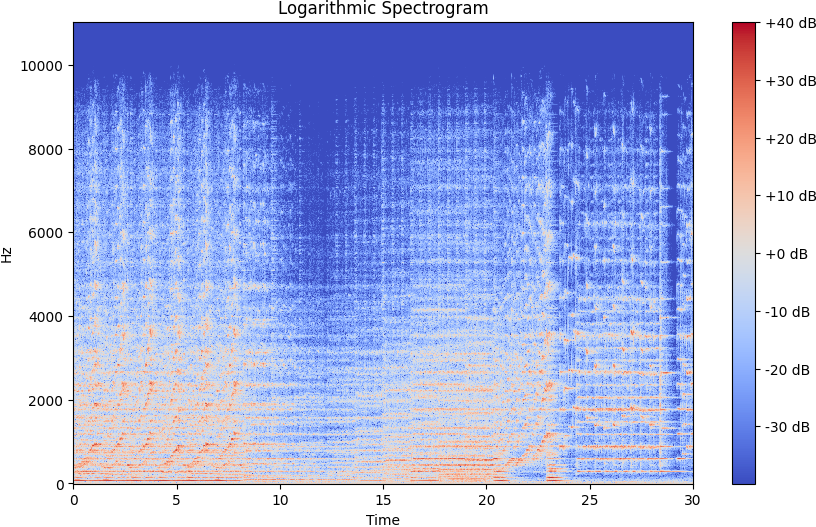 Logarithmic Spectrogram
Hz
10000
8000
6000
4000
2000
0
0 5 10 15 20 25 30
Time
+40 dB
+30 dB
+20 dB
+10 dB
+0 dB
-10 dB
-20 dB
-30 dB